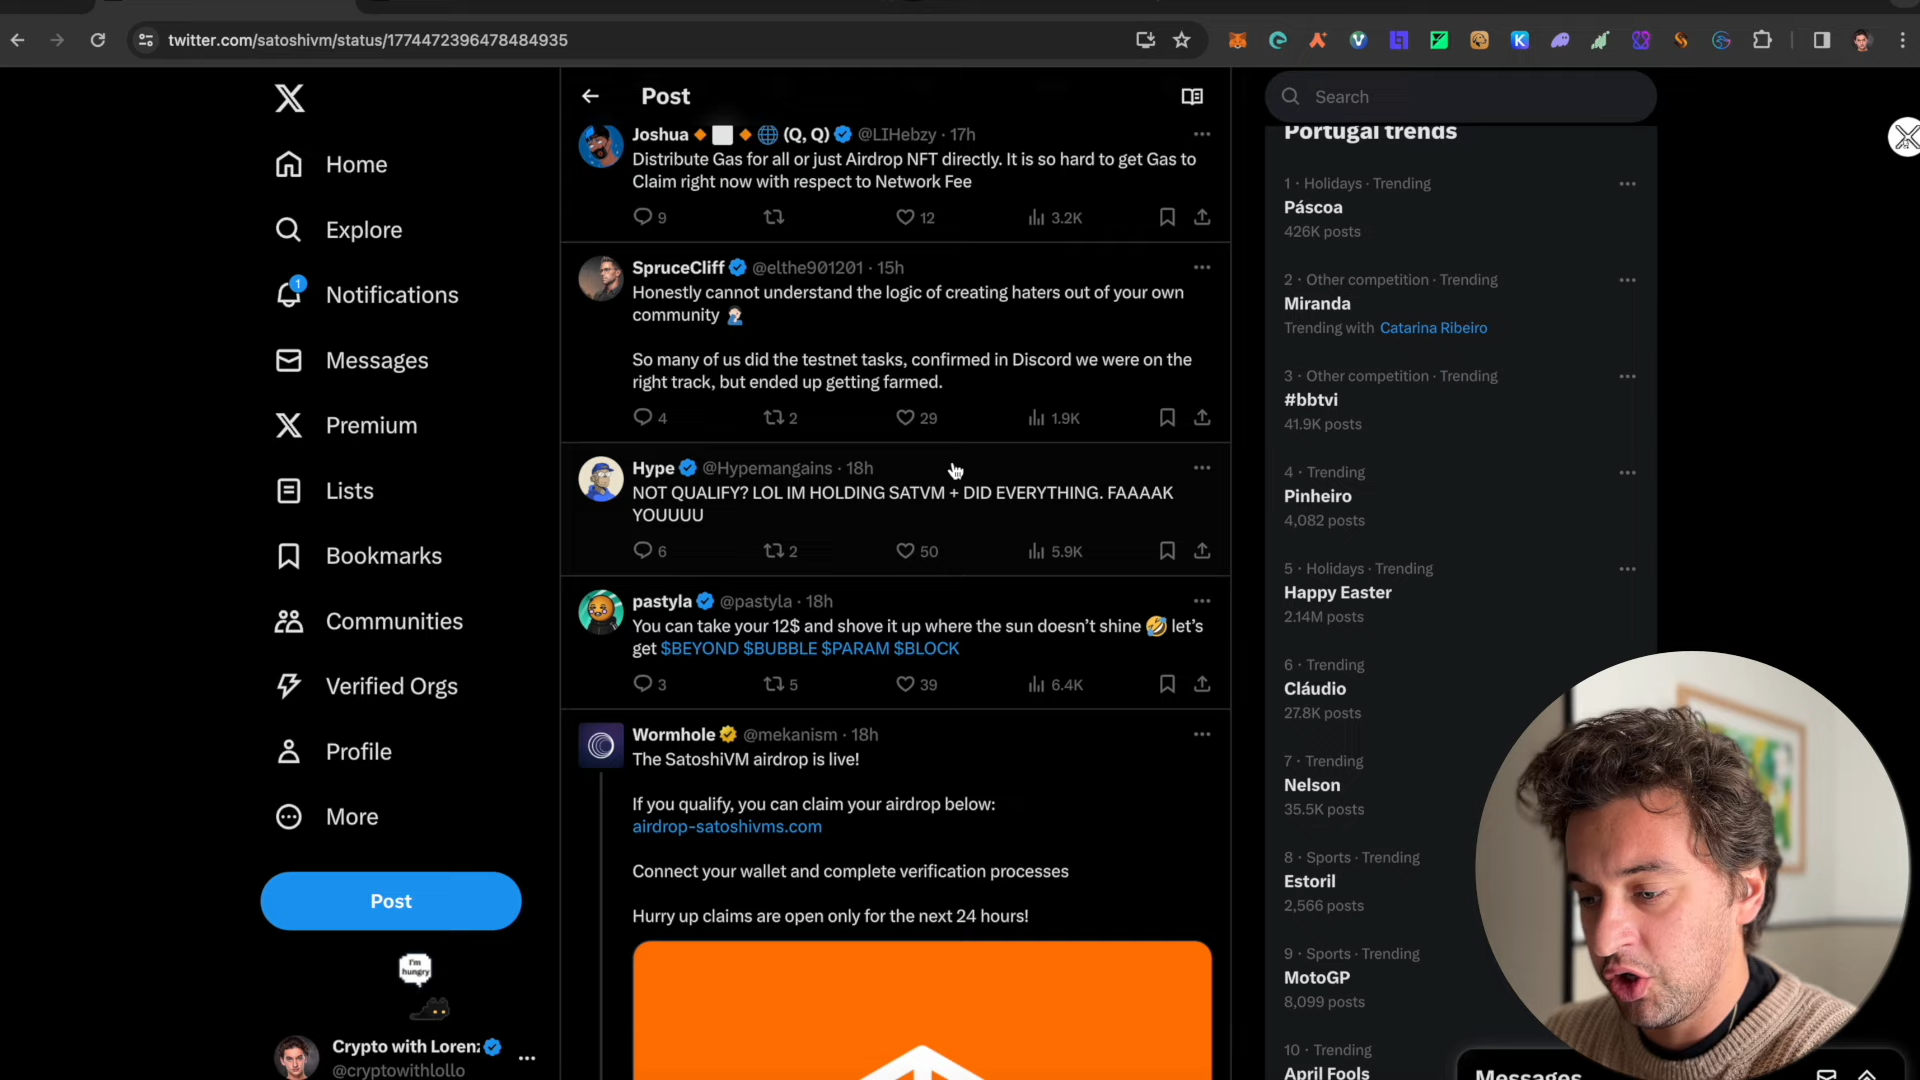 twitter.com/satoshivm/status/1774472396478484935
Home
Explore
1
Notifications
Messages
Premium
Lists
Bookmarks
Communities
Verified Orgs
Profile
More
Post
I'm
hungry
Crypto with Loren
@cryptowithlollo
Post
Joshua (Q, Q) @LIHebzy · 17h
Distribute Gas for all or just Airdrop NFT directly. It is so hard to get Gas to
Claim right now with respect to Network Fee
9 12 3.2K
SpruceCliff @elthe901201 · 15h
Honestly cannot understand the logic of creating haters out of your own
community
So many of us did the testnet tasks, confirmed in Discord we were on the
right track, but ended up getting farmed.
4 2 29 1.9K
Hype @Hypemangains · 18h
NOT QUALIFY? LOL IM HOLDING SATVM + DID EVERYTHING. FAAAAK
YOUUUU
6 2 50 5.9K
pastyla @pastyla · 18h
You can take your 12$ and shove it up where the sun doesn't shine 🤣 let's
get $BEYOND $BUBBLE $PARAM $BLOCK
3 5 39 6.4K
Wormhole @mekanism · 18h
The SatoshiVM airdrop is live!
If you qualify, you can claim your airdrop below:
airdrop-satoshivms.com
Connect your wallet and complete verification processes
Hurry up claims are open only for the next 24 hours!
Search
Portugal trends
1 · Holidays · Trending
Páscoa
426K posts
2 · Other competition · Trending
Miranda
Trending with Catarina Ribeiro
3 · Other competition · Trending
#bbtvi
41.9K posts
4 · Trending
Pinheiro
4,082 posts
5 · Holidays · Trending
Happy Easter
2.14M posts
6 · Trending
Cláudio
27.8K posts
7 · Trending
Nelson
35.5K posts
8 · Sports · Trending
Estoril
2,566 posts
9 · Sports · Trending
MotoGP
8,099 posts
10 · Trending
April Fools
Messages